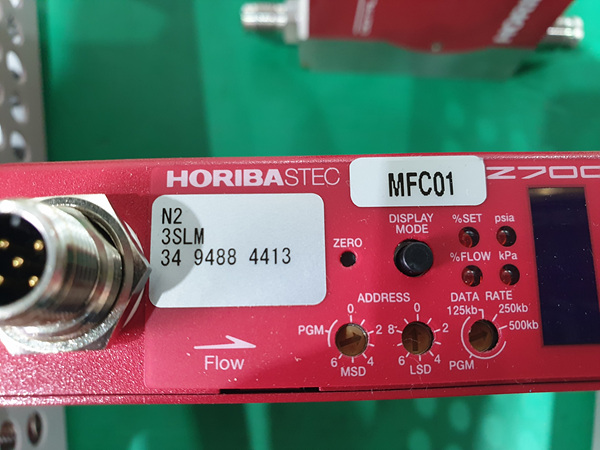 HORIBASTEC
MFC01
Z700
N2
3SLM
34 9488 4413
ZERO
DISPLAY
MODE
%SET
psia
%FLOW
kPa
ADDRESS
0
PGM
2
6
4
MSD
0
8
2
6
4
LSD
DATA RATE
125kb
250kb
500kb
PGM
Flow